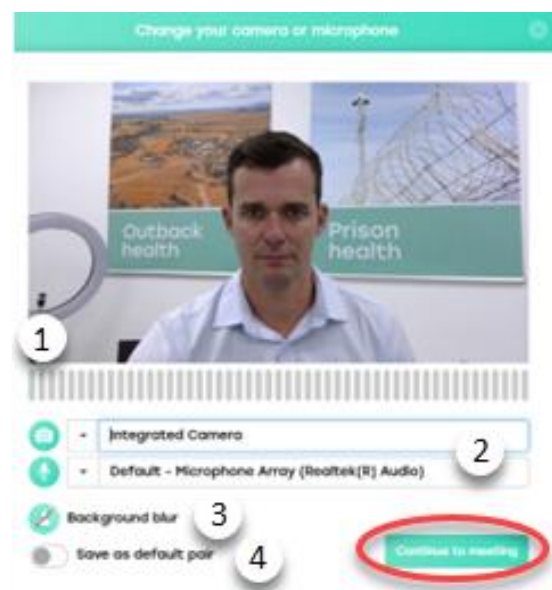 Change your camera or microphone
Outback
health
Prison
health
1
Integrated Camera
2
Default - Microphone Array (Realtek(R) Audio)
Background blur
3
Save as default pair
4
Continue to meeting